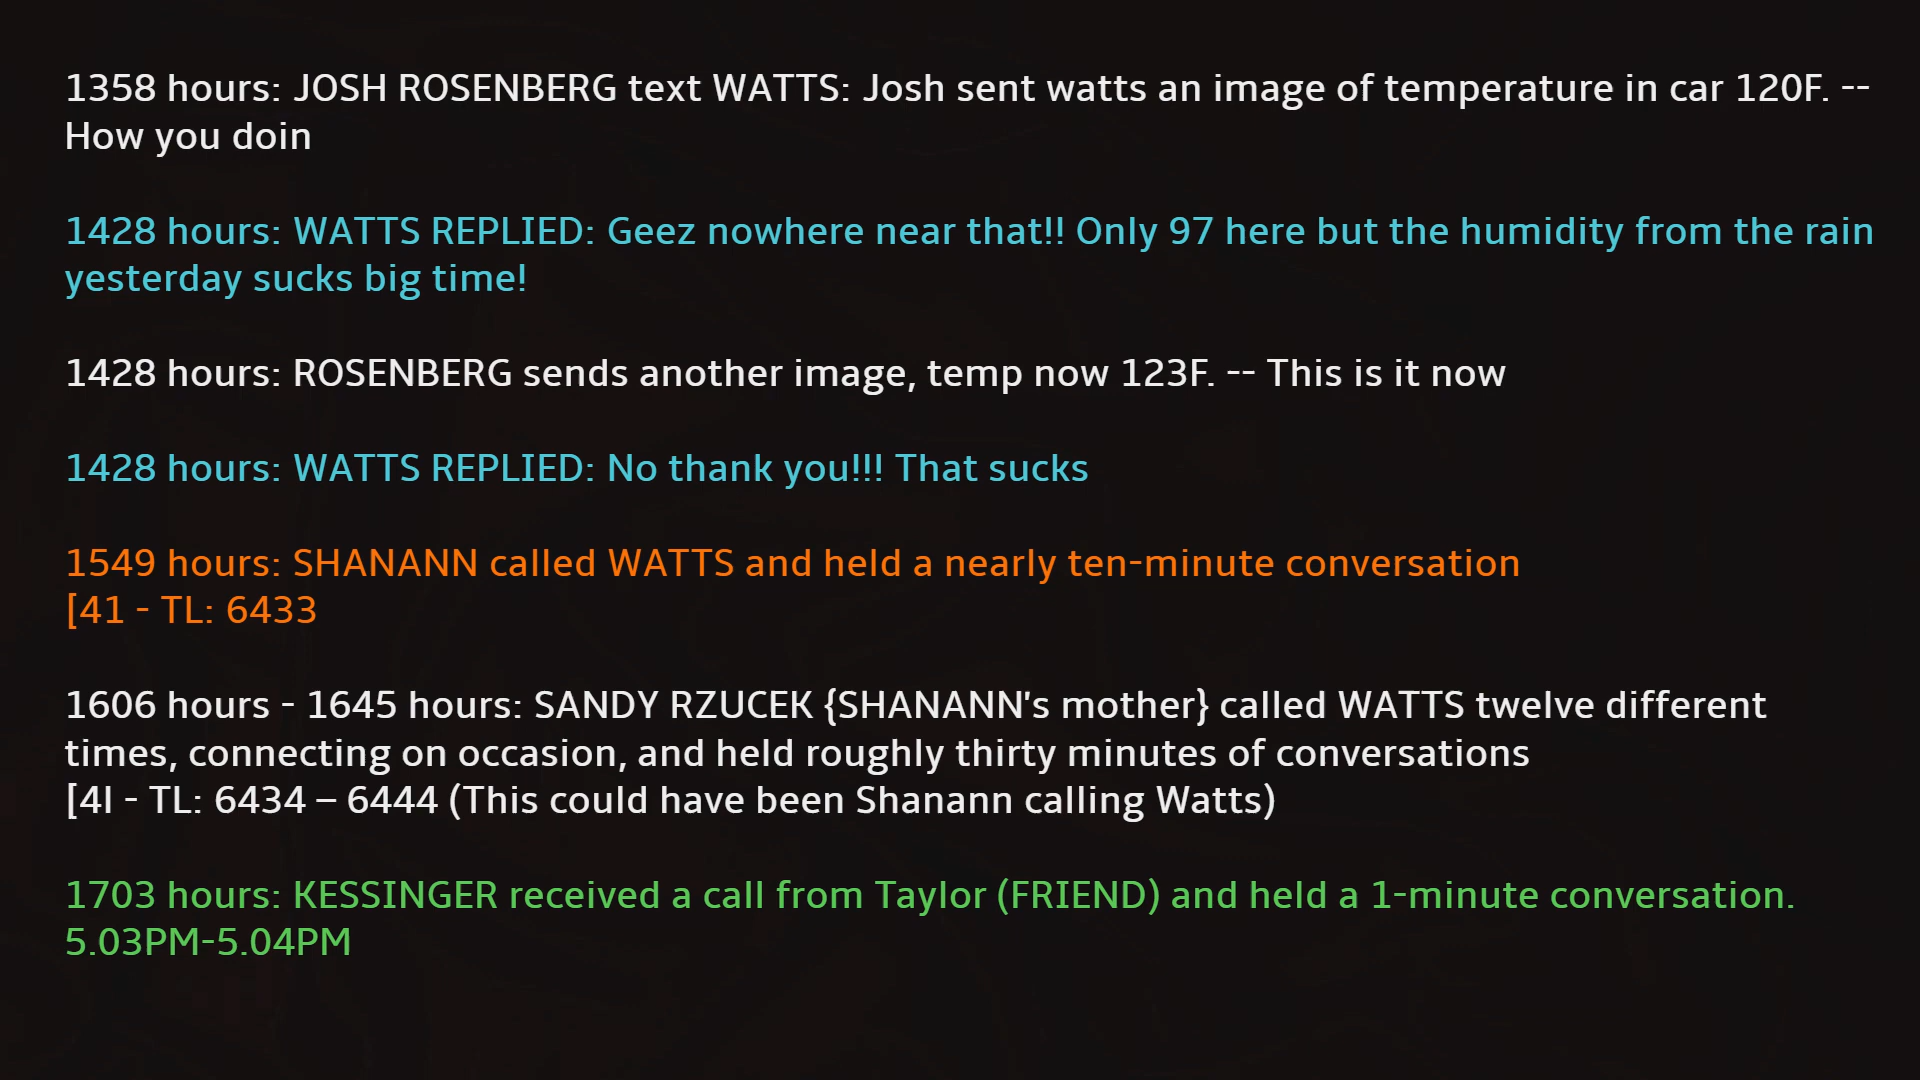 1358 hours: JOSH ROSENBERG text WATTS: Josh sent watts an image of temperature in car 120F. --
How you doin
1428 hours: WATTS REPLIED: Geez nowhere near that!! Only 97 here but the humidity from the rain
yesterday sucks big time!
1428 hours: ROSENBERG sends another image, temp now 123F. -- This is it now
1428 hours: WATTS REPLIED: No thank you!!! That sucks
1549 hours: SHANANN called WATTS and held a nearly ten-minute conversation
[41 - TL: 6433
1606 hours - 1645 hours: SANDY RZUCEK {SHANANN's mother} called WATTS twelve different
times, connecting on occasion, and held roughly thirty minutes of conversations
[4l - TL: 6434 – 6444 (This could have been Shanann calling Watts)
1703 hours: KESSINGER received a call from Taylor (FRIEND) and held a 1-minute conversation.
5.03PM-5.04PM